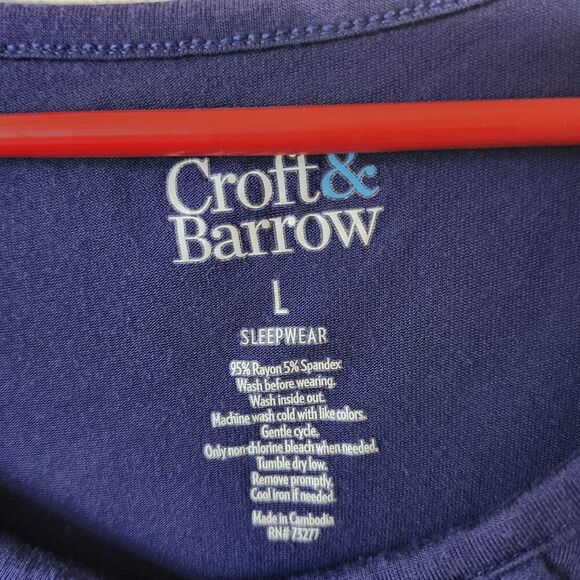 Croft&
Barrow
L
SLEEPWEAR
95% Rayon 5% Spandex
Wash before wearing.
Wash inside out.
Machine wash cold with like colors.
Gentle cycle.
Only non-chlorine bleach when needed.
Tumble dry low.
Remove promptly.
Cool iron if needed.
Made in Cambodia
RN# 73277